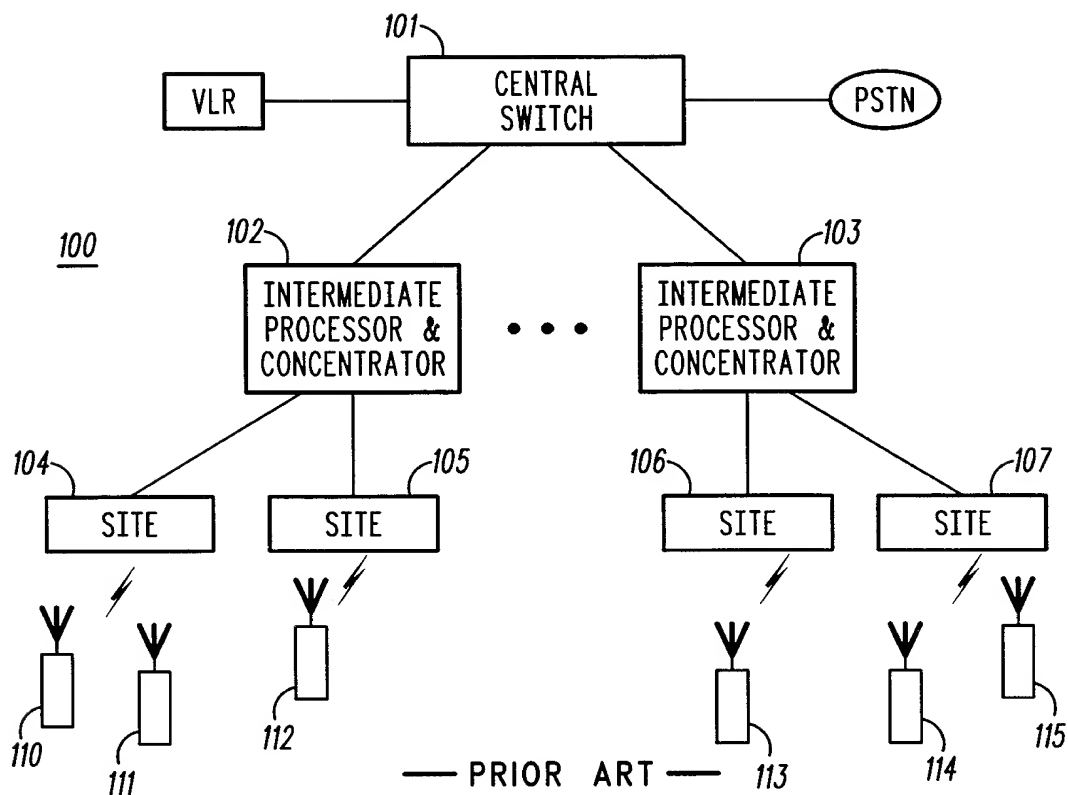 101
VLR
CENTRAL
SWITCH
PSTN
100
102
103
INTERMEDIATE
PROCESSOR &
CONCENTRATOR
INTERMEDIATE
PROCESSOR &
CONCENTRATOR
104
105
106
107
SITE
SITE
SITE
SITE
110
111
112
113
114
115
PRIOR ART